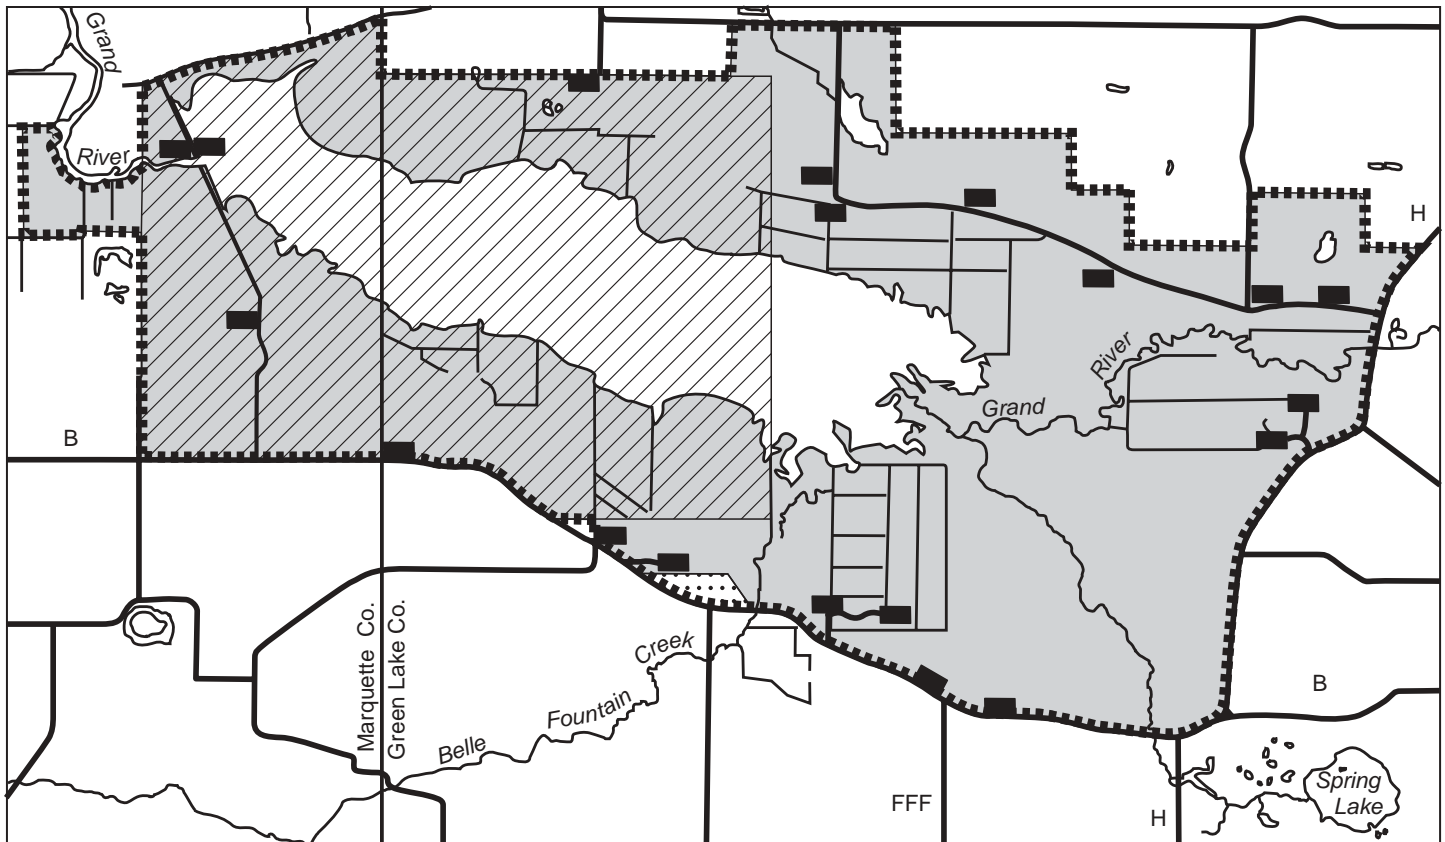 Grand
River
H
River
Grand
B
Marquette Co.
Green Lake Co.
Creek
Fountain
Belle
B
FFF
H
Spring
Lake